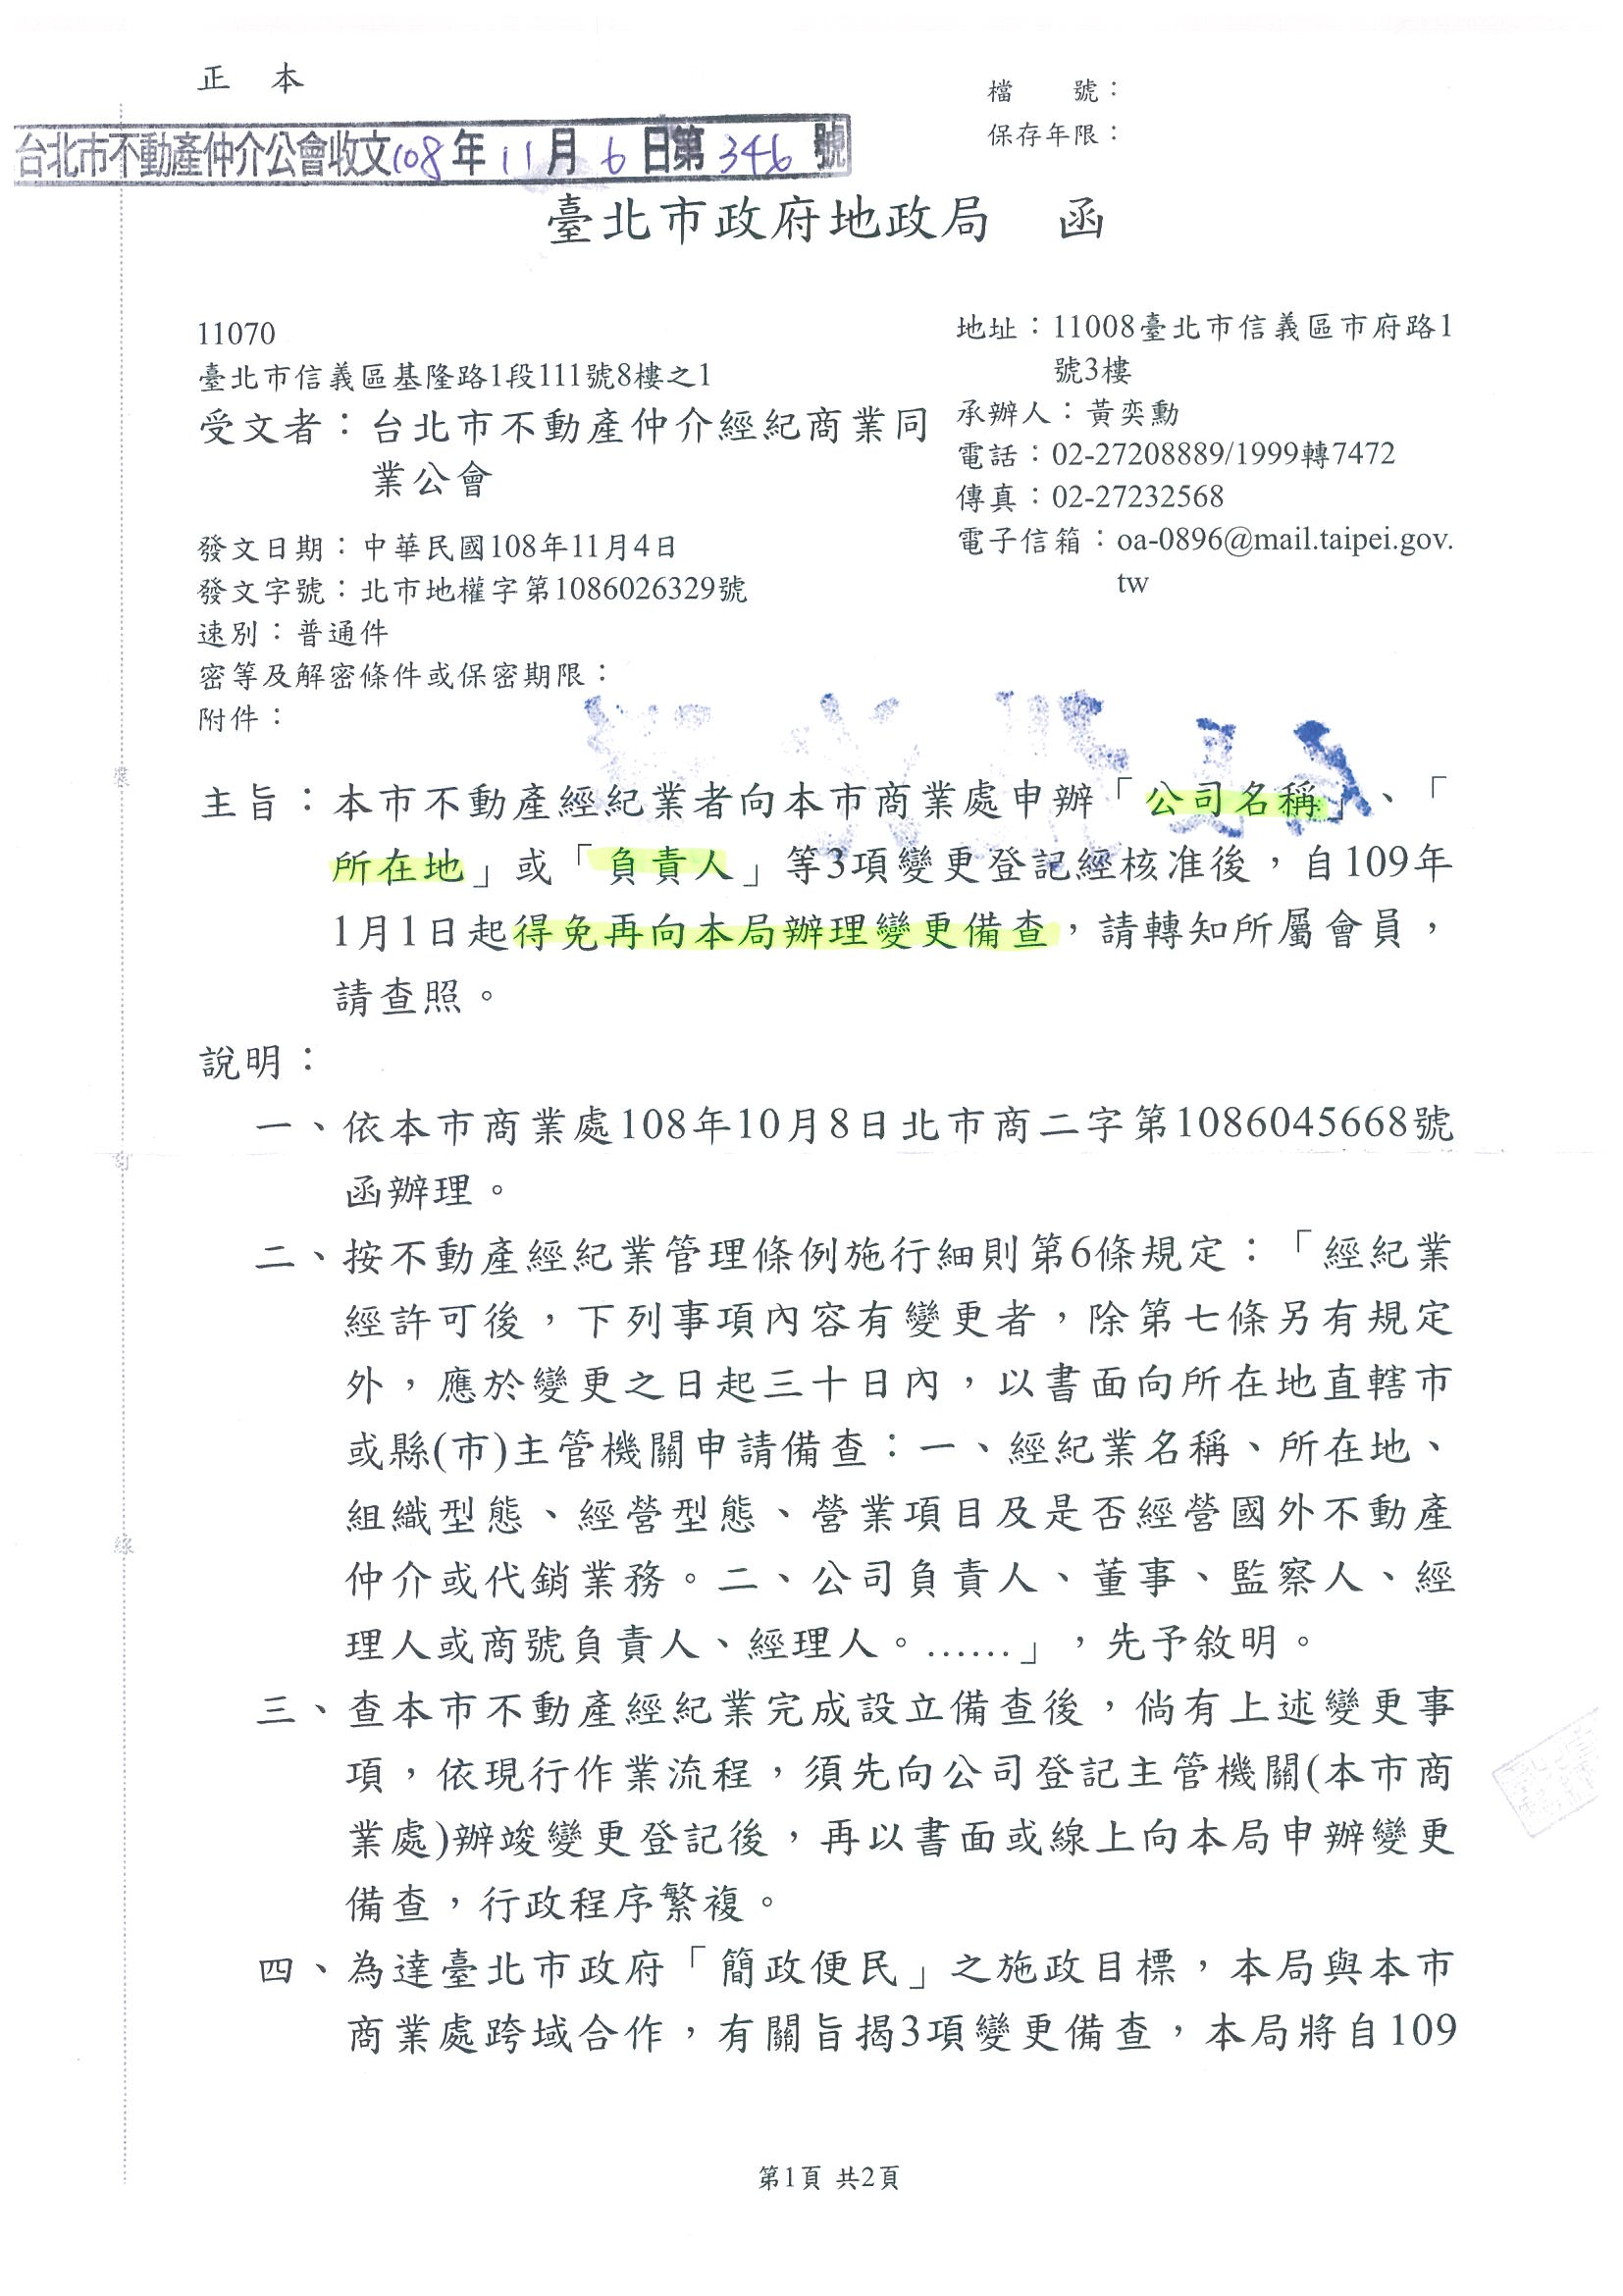 正 本
檔 號：
保存年限：
台北市不動產仲介公會收文108年11月6日第346號
臺北市政府地政局 函
11070
臺北市信義區基隆路1段111號8樓之1
受文者：台北市不動產仲介經紀商業同
業公會
地址：11008臺北市信義區市府路1
號3樓
承辦人：黃奕勳
電話：02-27208889/1999轉7472
傳真：02-27232568
電子信箱：oa-0896@mail.taipei.gov.
tw
發文日期：中華民國108年11月4日
發文字號：北市地權字第1086026329號
速別：普通件
密等及解密條件或保密期限：
附件：
主旨：本市不動產經紀業者向本市商業處申辦「公司名稱」、「
所在地」或「負責人」等3項變更登記經核准後，自109年
1月1日起得免再向本局辦理變更備查，請轉知所屬會員，
請查照。
說明：
一、依本市商業處108年10月8日北市商二字第1086045668號
函辦理。
二、按不動產經紀業管理條例施行細則第6條規定：「經紀業
經許可後，下列事項內容有變更者，除第七條另有規定
外，應於變更之日起三十日內，以書面向所在地直轄市
或縣(市)主管機關申請備查：一、經紀業名稱、所在地、
組織型態、經營型態、營業項目及是否經營國外不動產
仲介或代銷業務。二、公司負責人、董事、監察人、經
理人或商號負責人、經理人。……」，先予敘明。
三、查本市不動產經紀業完成設立備查後，倘有上述變更事
項，依現行作業流程，須先向公司登記主管機關(本市商
業處)辦竣變更登記後，再以書面或線上向本局申辦變更
備查，行政程序繁複。
四、為達臺北市政府「簡政便民」之施政目標，本局與本市
商業處跨域合作，有關旨揭3項變更備查，本局將自109
裝
訂
線
第1頁 共2頁